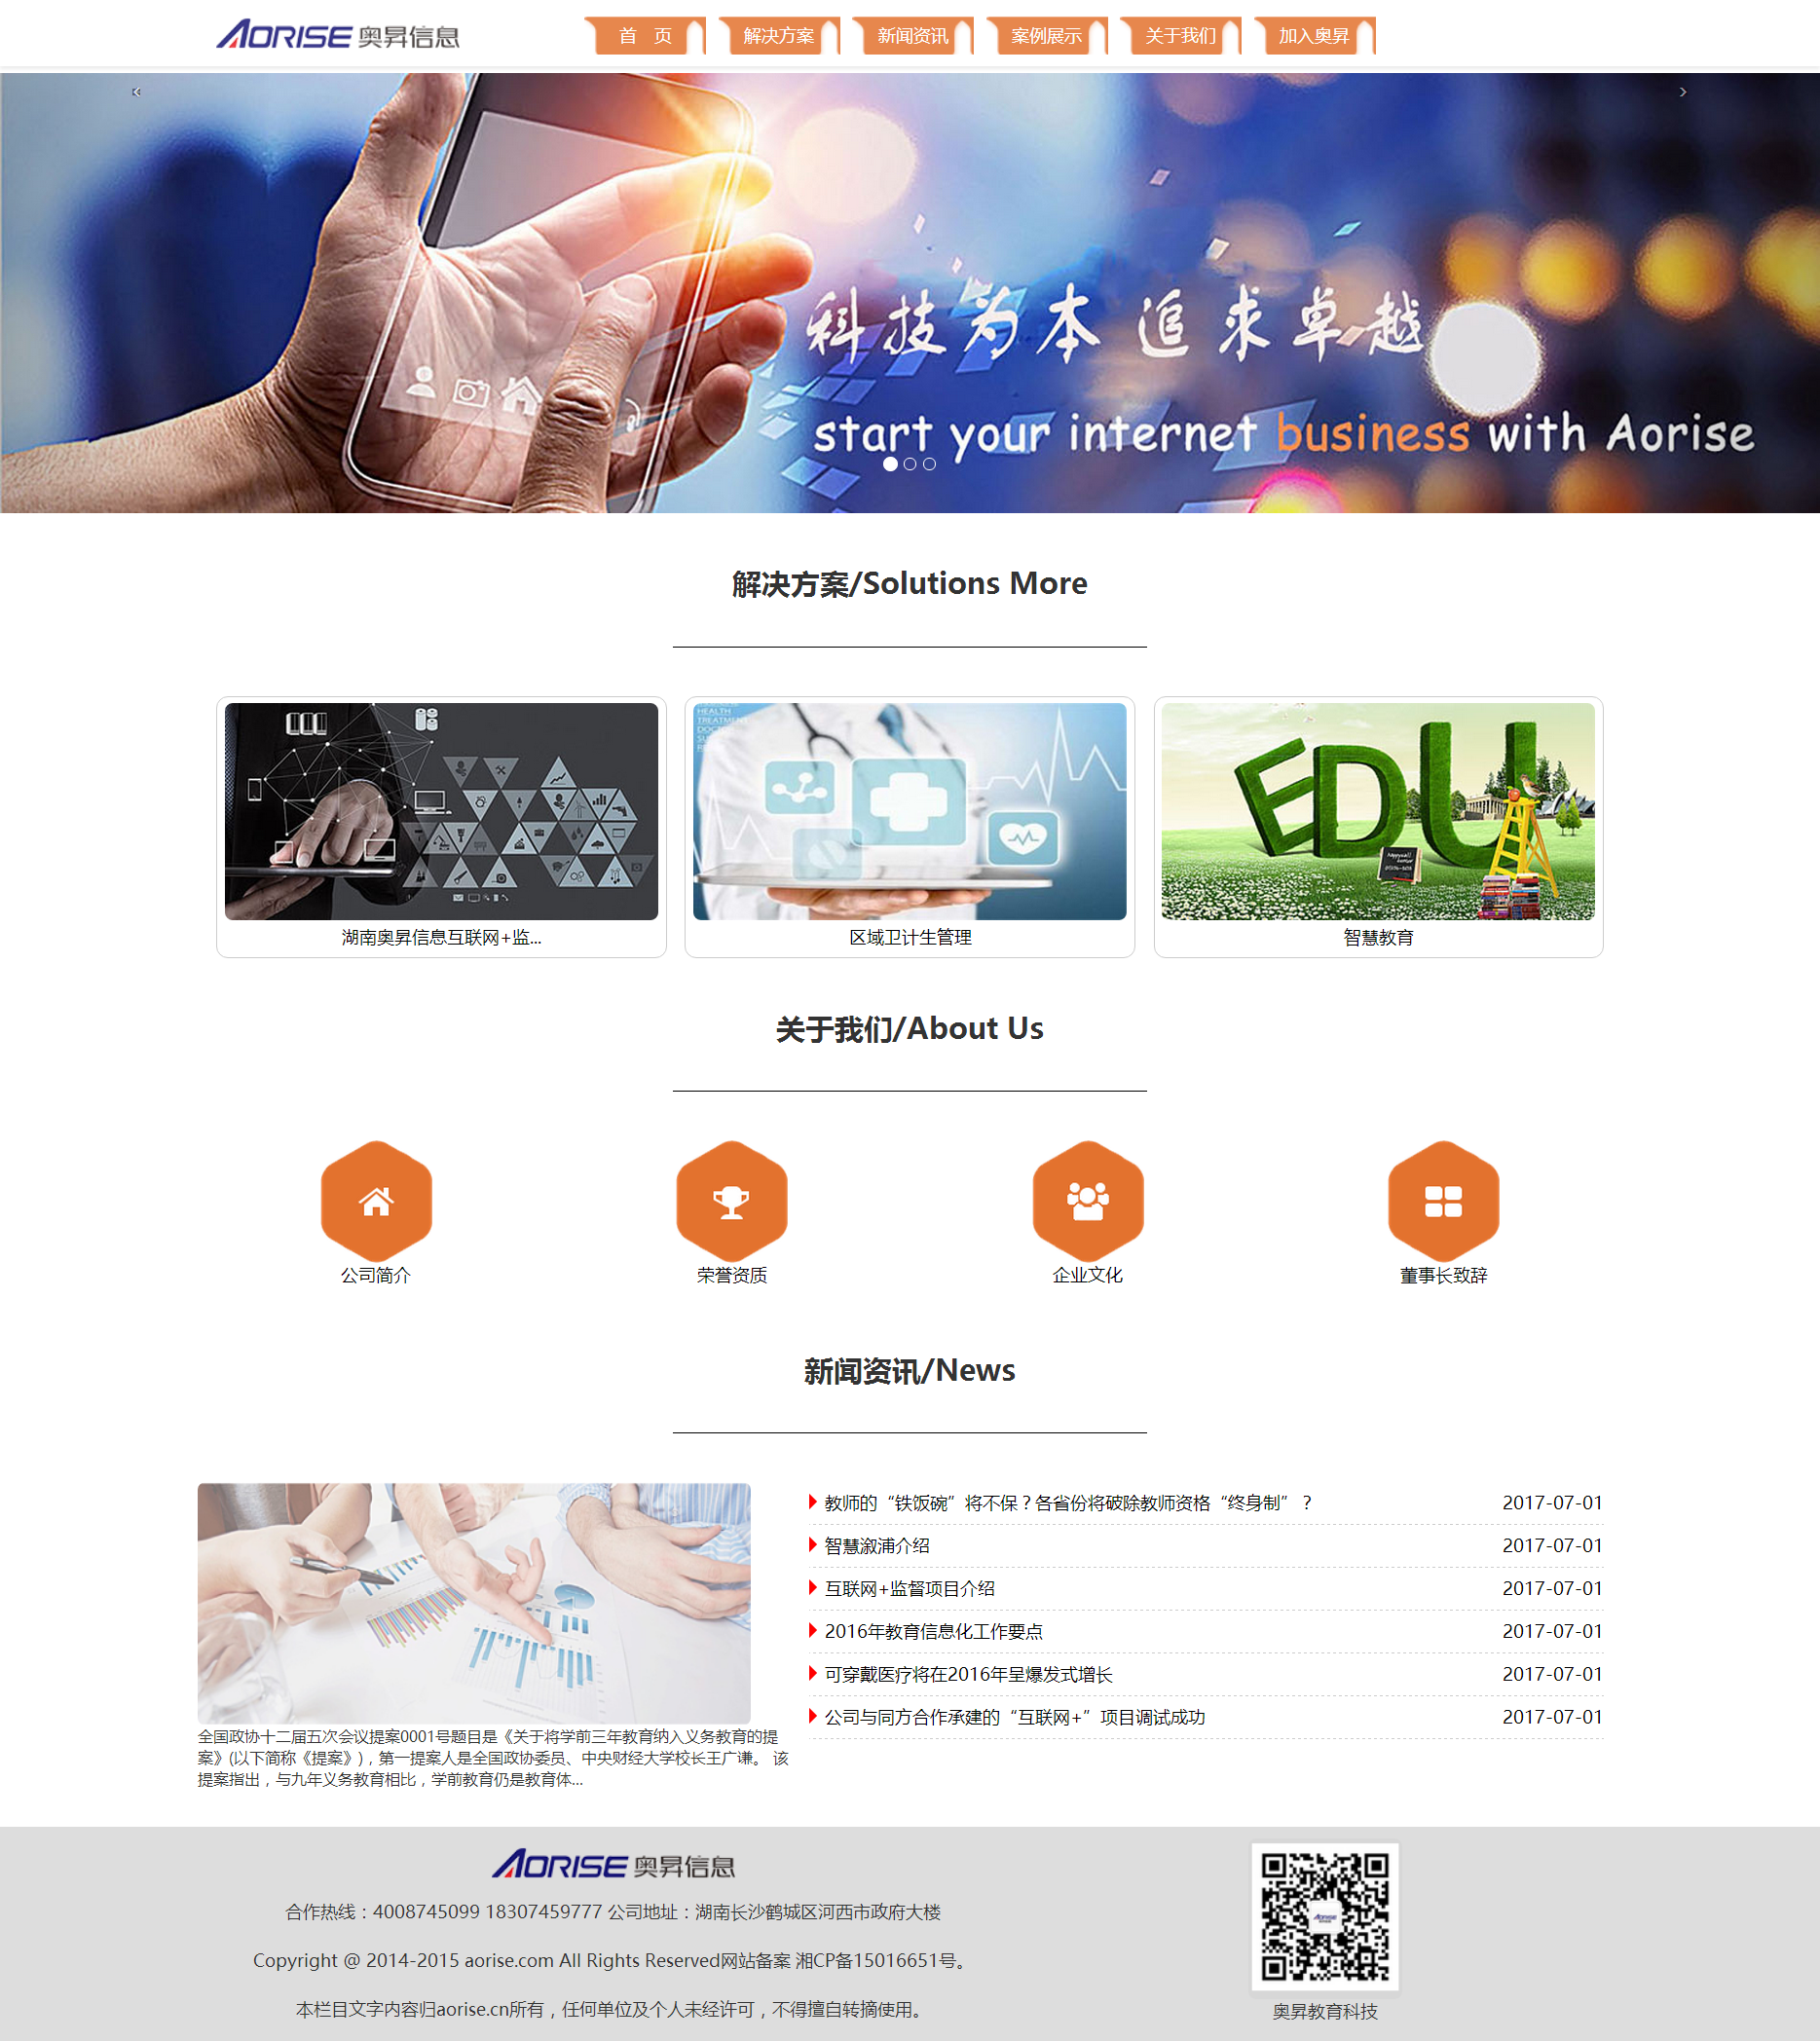 AORISE 奥昇信息
首 页 解决方案 新闻资讯 案例展示 关于我们 加入奥昇
科技为本 追求卓越
start your internet business with Aorise
解决方案/Solutions More
HEALTH
TREATMENT
EDU
湖南奥昇信息互联网+监...
区域卫计生管理
智慧教育
关于我们/About Us
公司简介
荣誉资质
企业文化
董事长致辞
新闻资讯/News
教师的“铁饭碗”将不保？各省份将破除教师资格“终身制”？ 2017-07-01
智慧溆浦介绍 2017-07-01
互联网+监督项目介绍 2017-07-01
2016年教育信息化工作要点 2017-07-01
可穿戴医疗将在2016年呈爆发式增长 2017-07-01
公司与同方合作承建的“互联网+”项目调试成功 2017-07-01
全国政协十二届五次会议提案0001号题目是《关于将学前三年教育纳入义务教育的提
案》(以下简称《提案》)，第一提案人是全国政协委员、中央财经大学校长王广谦。 该
提案指出，与九年义务教育相比，学前教育仍是教育体...
AORISE 奥昇信息
合作热线：4008745099 18307459777 公司地址：湖南长沙鹤城区河西市政府大楼
Copyright @ 2014-2015 aorise.com All Rights Reserved网站备案 湘CP备15016651号。
本栏目文字内容归aorise.cn所有，任何单位及个人未经许可，不得擅自转摘使用。
奥昇教育科技